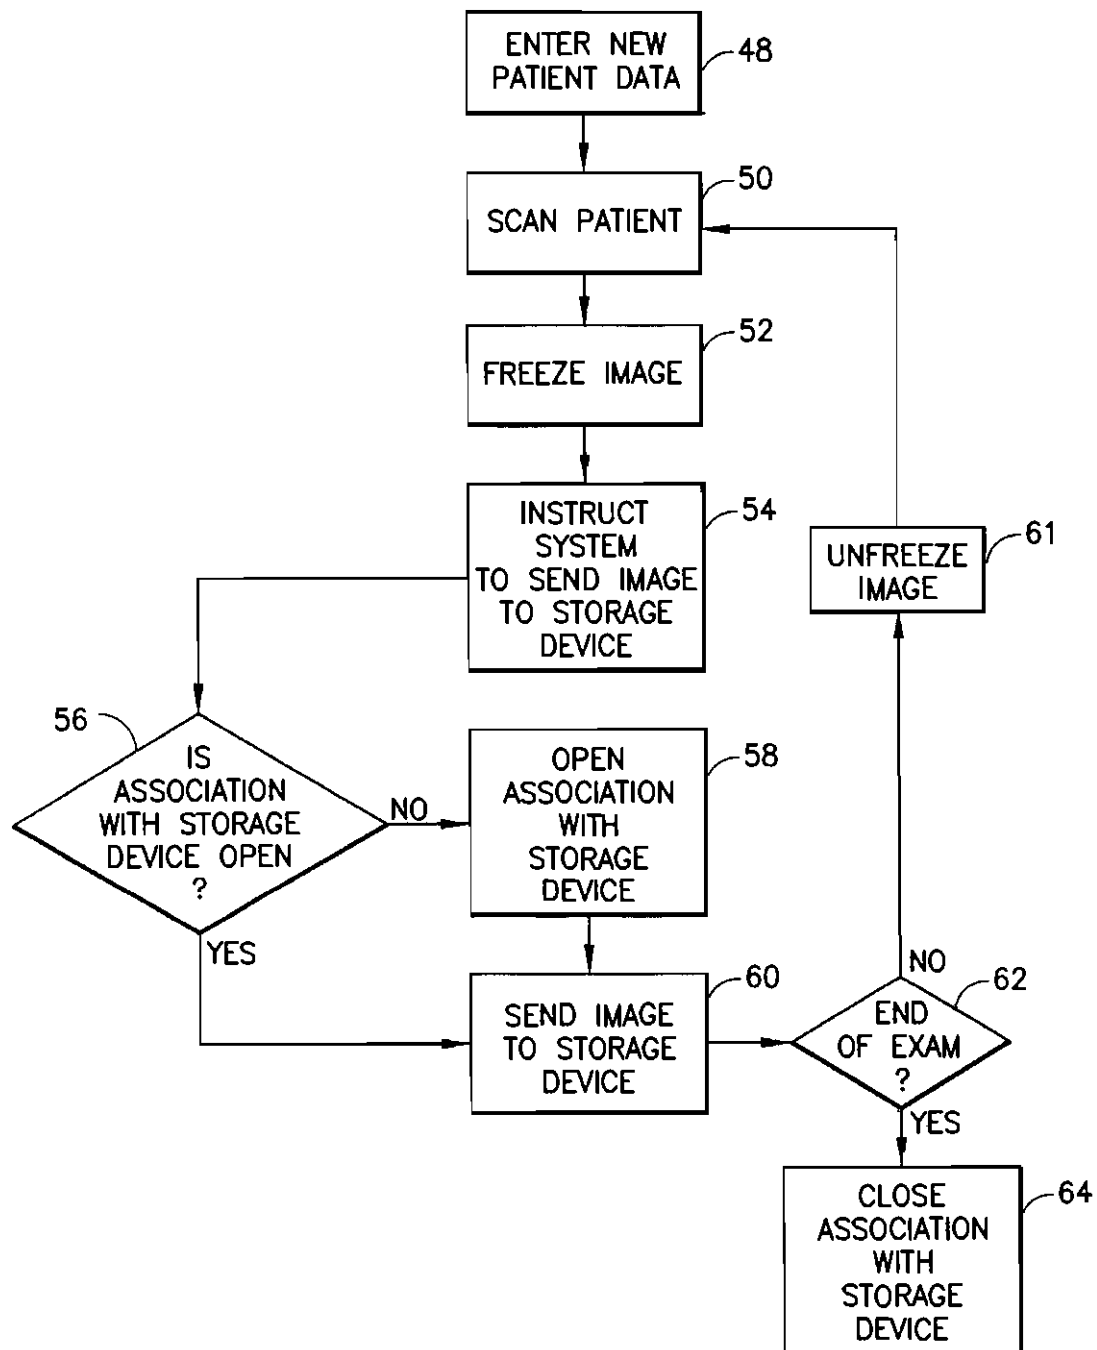 ENTER NEW
PATIENT DATA
48
SCAN PATIENT
50
FREEZE IMAGE
52
INSTRUCT
SYSTEM
TO SEND IMAGE
TO STORAGE
DEVICE
54
UNFREEZE
IMAGE
61
56
IS
ASSOCIATION
WITH STORAGE
DEVICE OPEN
?
NO
YES
OPEN
ASSOCIATION
WITH
STORAGE
DEVICE
58
SEND IMAGE
TO STORAGE
DEVICE
60
NO
END
OF EXAM
?
62
YES
CLOSE
ASSOCIATION
WITH
STORAGE
DEVICE
64